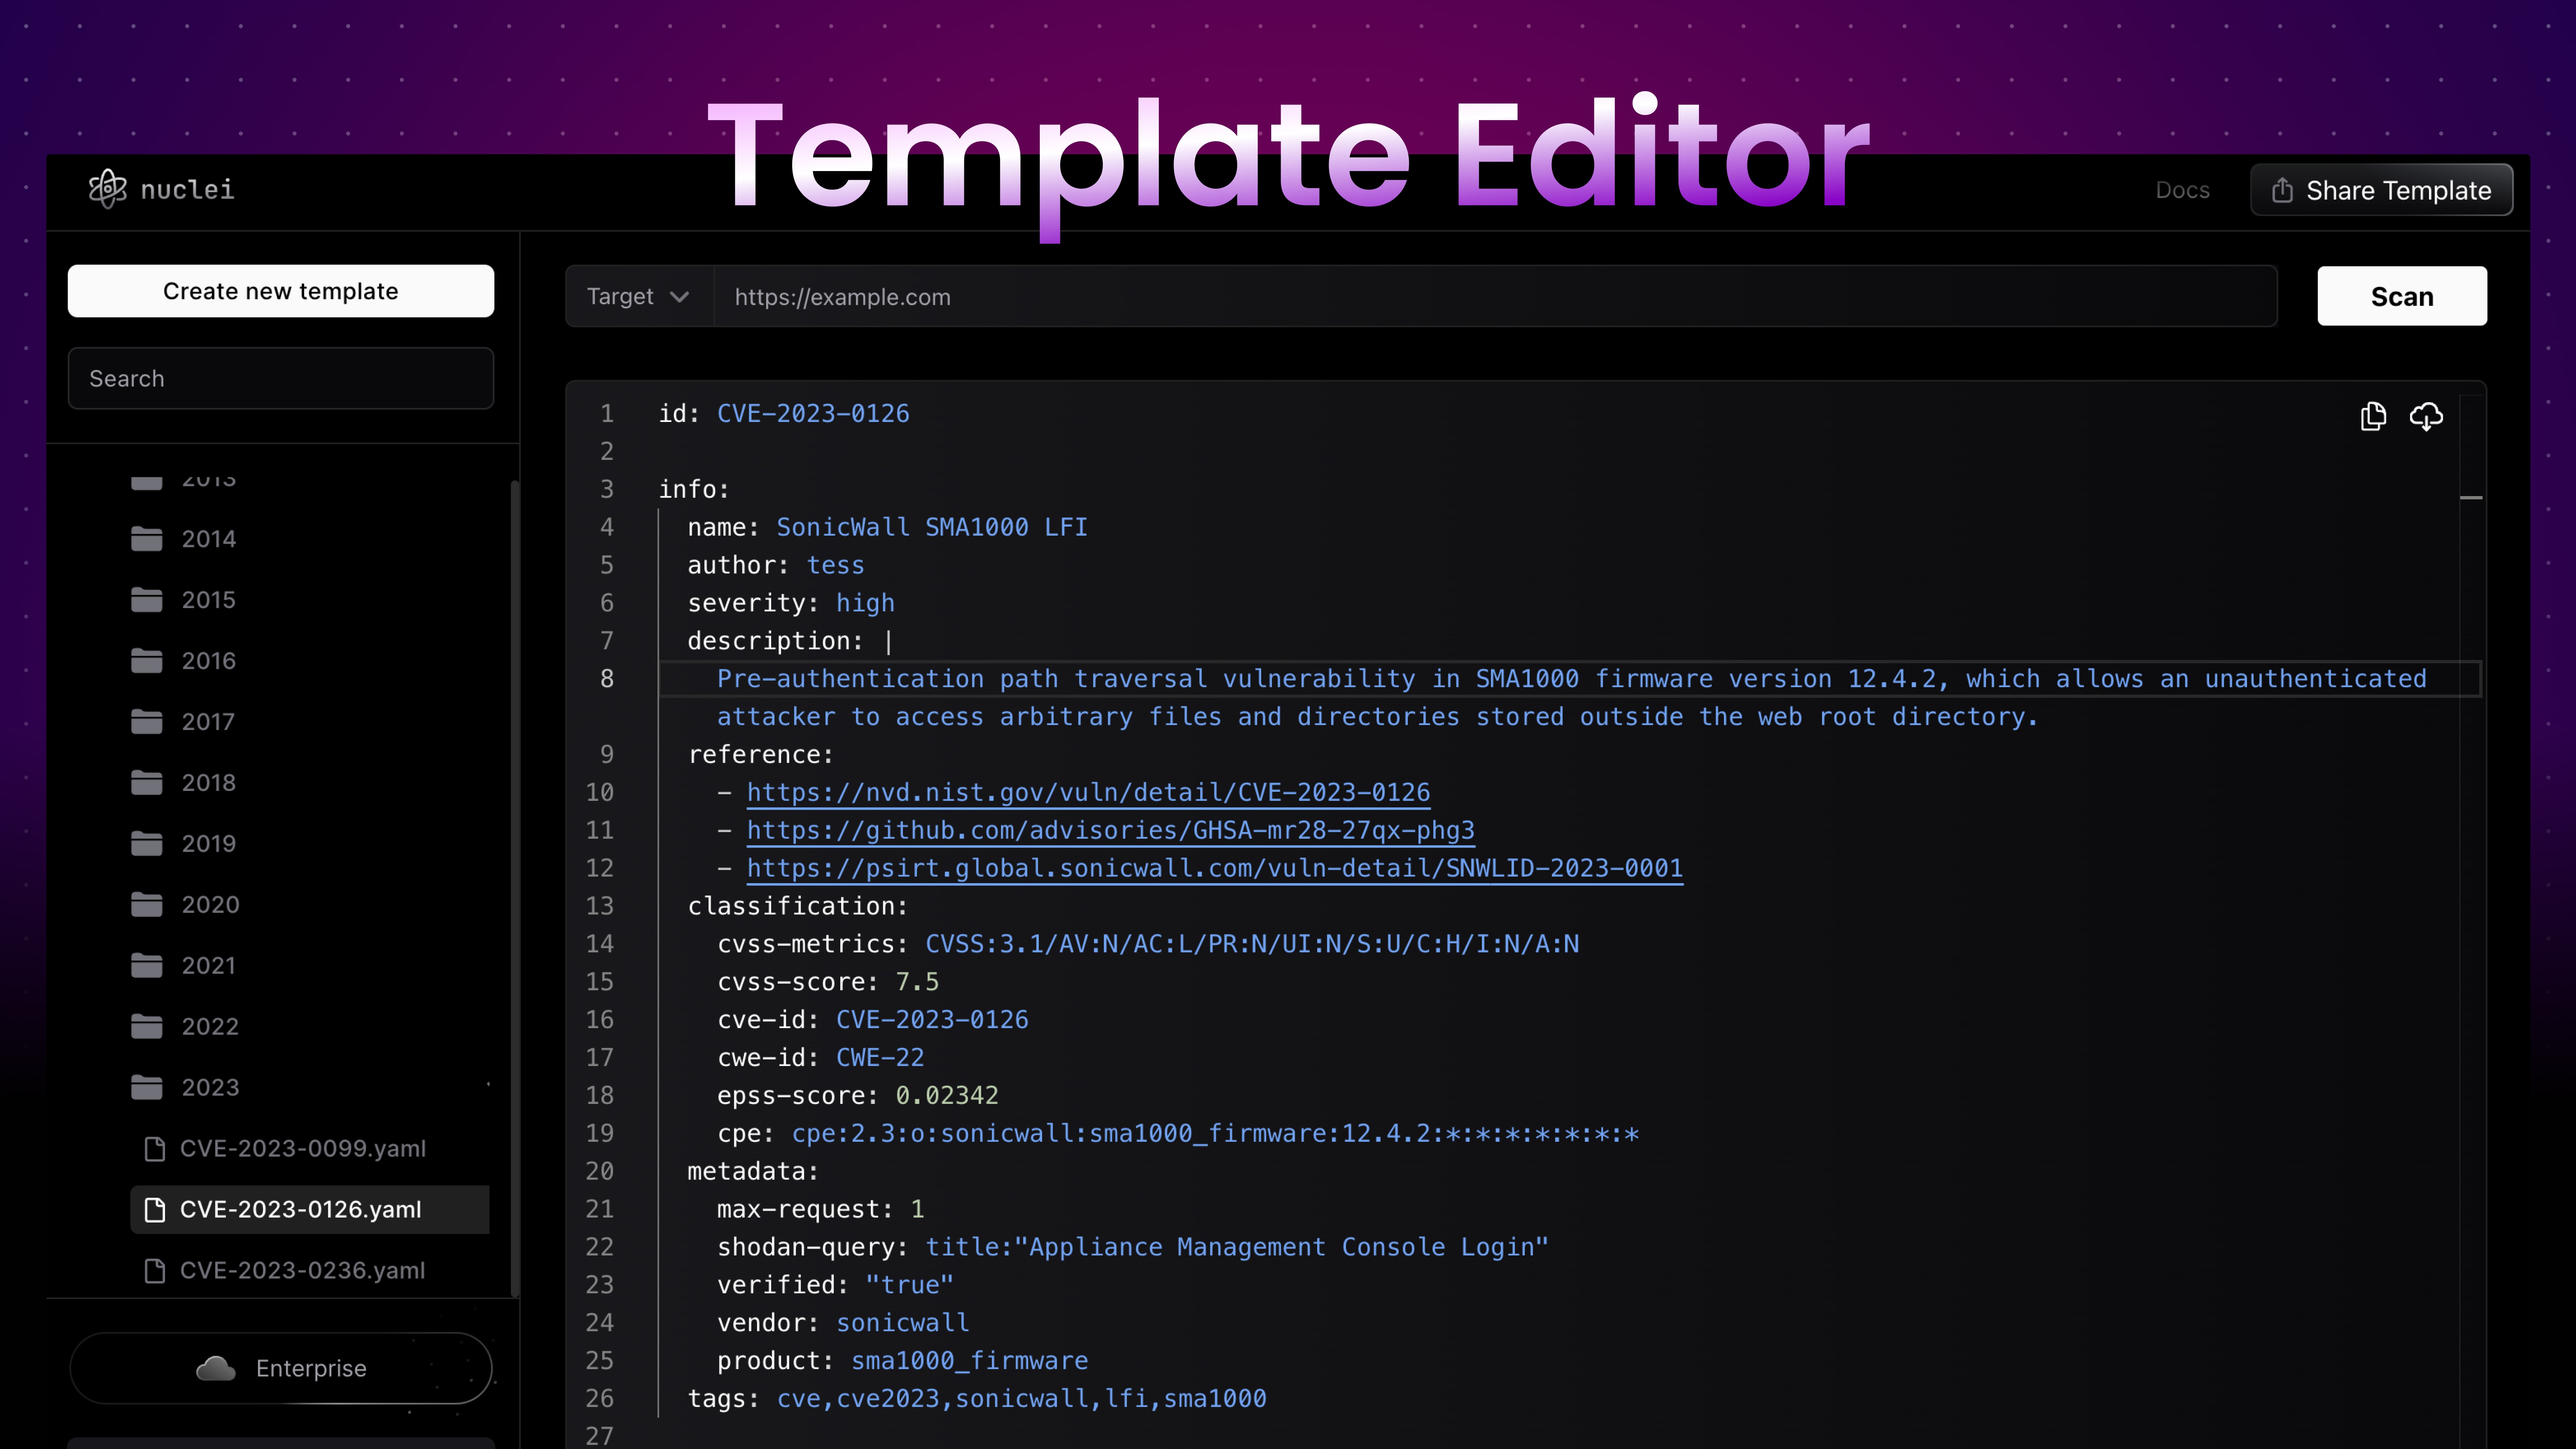 Template Editor
nuclei
Docs
Share Template
Create new template
Search
2013
2014
2015
2016
2017
2018
2019
2020
2021
2022
2023
CVE-2023-0099.yaml
CVE-2023-0126.yaml
CVE-2023-0236.yaml
Enterprise
Target
https://example.com
Scan
1 id: CVE-2023-0126
2
3 info:
4 name: SonicWall SMA1000 LFI
5 author: tess
6 severity: high
7 description: |
8 Pre-authentication path traversal vulnerability in SMA1000 firmware version 12.4.2, which allows an unauthenticated
attacker to access arbitrary files and directories stored outside the web root directory.
9 reference:
10 - https://nvd.nist.gov/vuln/detail/CVE-2023-0126
11 - https://github.com/advisories/GHSA-mr28-27qx-phg3
12 - https://psirt.global.sonicwall.com/vuln-detail/SNWLID-2023-0001
13 classification:
14 cvss-metrics: CVSS:3.1/AV:N/AC:L/PR:N/UI:N/S:U/C:H/I:N/A:N
15 cvss-score: 7.5
16 cve-id: CVE-2023-0126
17 cwe-id: CWE-22
18 epss-score: 0.02342
19 cpe: cpe:2.3:o:sonicwall:sma1000_firmware:12.4.2:*:*:*:*:*:*:*
20 metadata:
21 max-request: 1
22 shodan-query: title:"Appliance Management Console Login"
23 verified: "true"
24 vendor: sonicwall
25 product: sma1000_firmware
26 tags: cve,cve2023,sonicwall,lfi,sma1000
27